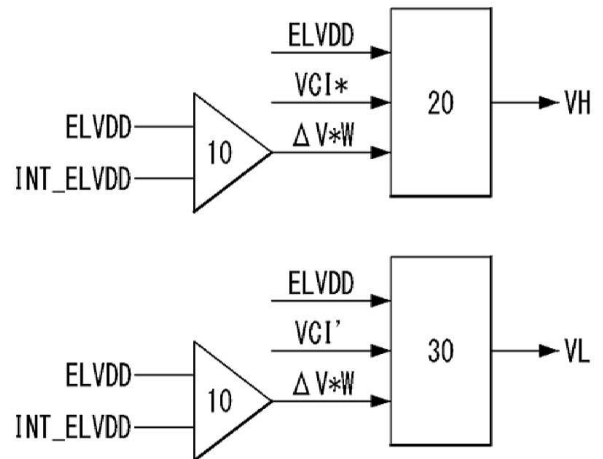 ELVDD
VCI*
20
VH
ELVDD
10
ΔV*W
INT_ELVDD
ELVDD
VCI'
30
VL
ELVDD
10
ΔV*W
INT_ELVDD